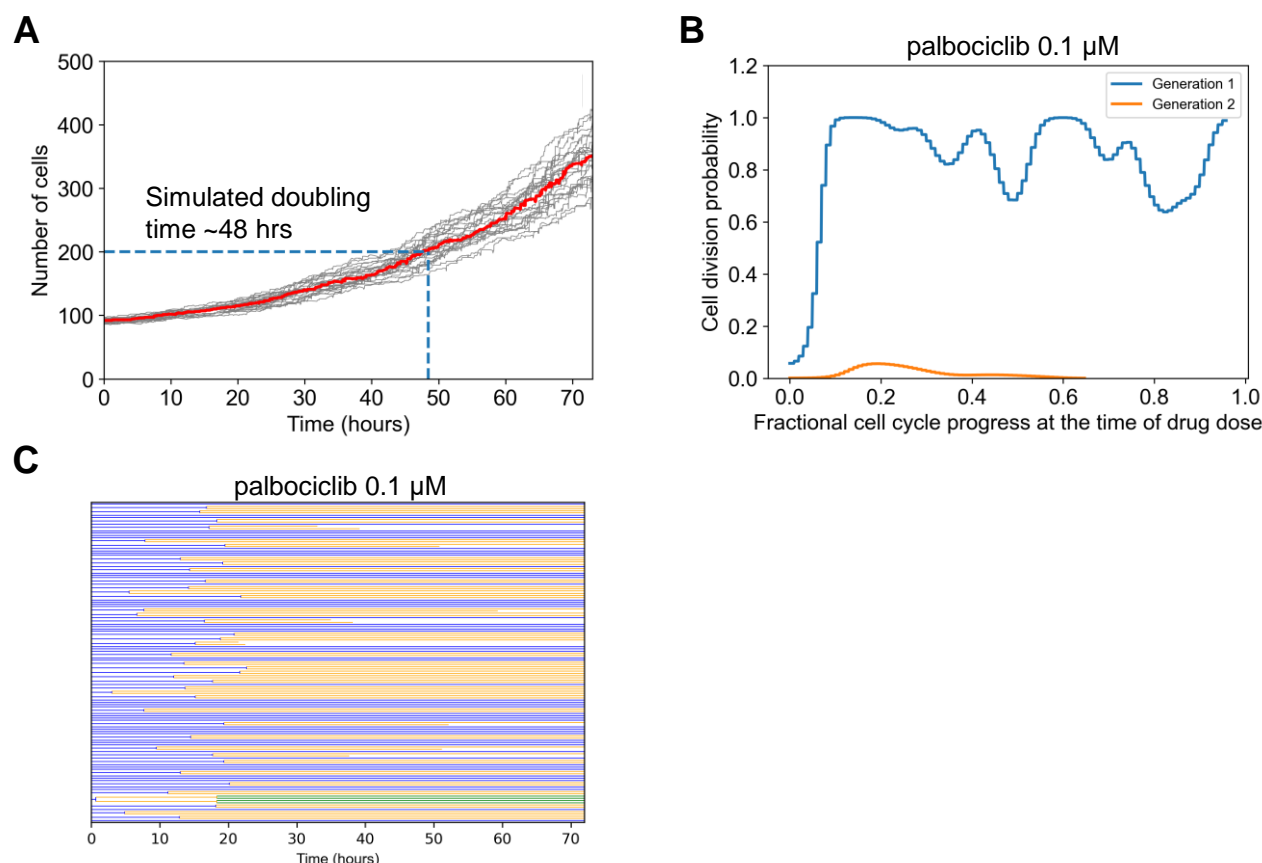 A
500
400
300
200
100
0
Number of cells
Simulated doubling
time ~48 hrs
0 10 20 30 40 50 60 70
Time (hours)
B
palbociclib 0.1 µM
1.2
1.0
0.8
0.6
0.4
0.2
0.0
Cell division probability
Generation 1
Generation 2
0.0 0.2 0.4 0.6 0.8 1.0
Fractional cell cycle progress at the time of drug dose
C
palbociclib 0.1 µM
0 10 20 30 40 50 60 70
Time (hours)